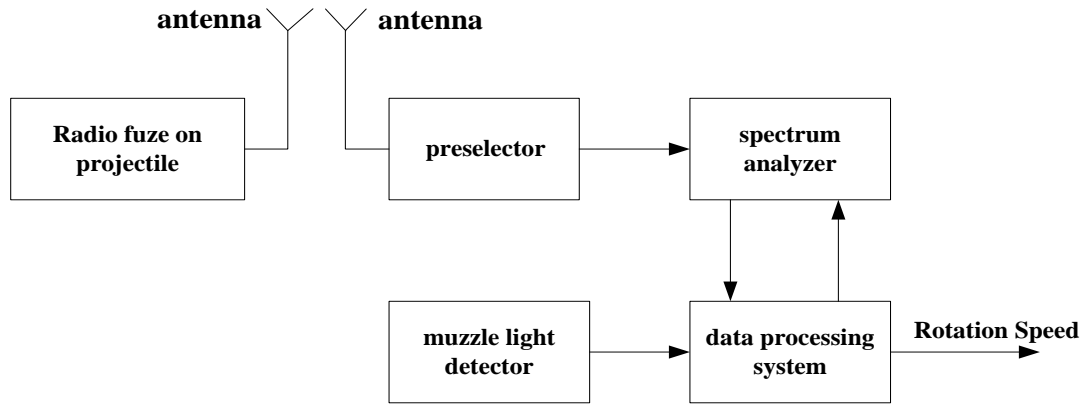 antenna
antenna
Radio fuze on
projectile
preselector
spectrum
analyzer
muzzle light
detector
data processing
system
Rotation Speed